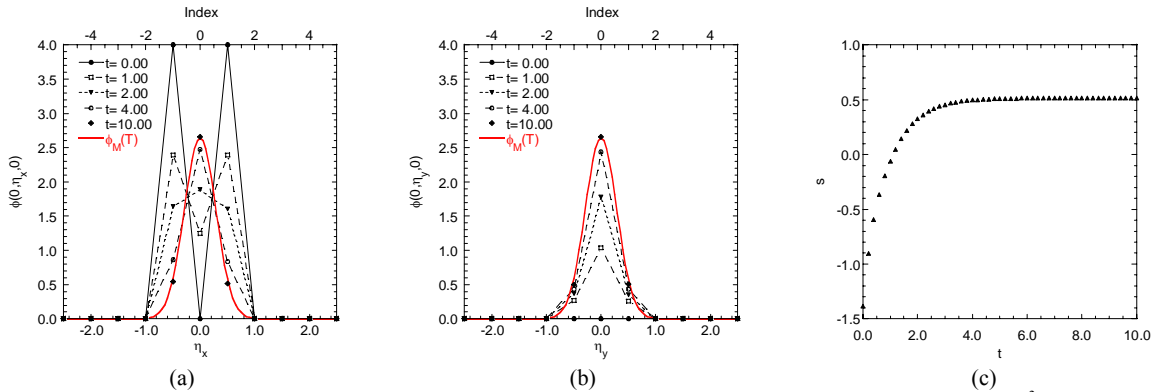 Index
-4 -2 0 2 4
4.0
3.5
3.0
2.5
2.0
1.5
1.0
0.5
0.0
ϕ(0,η_x,0)
t= 0.00
t= 1.00
t= 2.00
t= 4.00
t=10.00
ϕ_M(T)
-2.0 -1.0 0.0 1.0 2.0
η_x
(a)
Index
-4 -2 0 2 4
4.0
3.5
3.0
2.5
2.0
1.5
1.0
0.5
0.0
ϕ(0,η_y,0)
t= 0.00
t= 1.00
t= 2.00
t= 4.00
t=10.00
ϕ_M(T)
-2.0 -1.0 0.0 1.0 2.0
η_y
(b)
1.0
0.5
0.0
-0.5
-1.0
-1.5
s
0.0 2.0 4.0 6.0 8.0 10.0
t
(c)